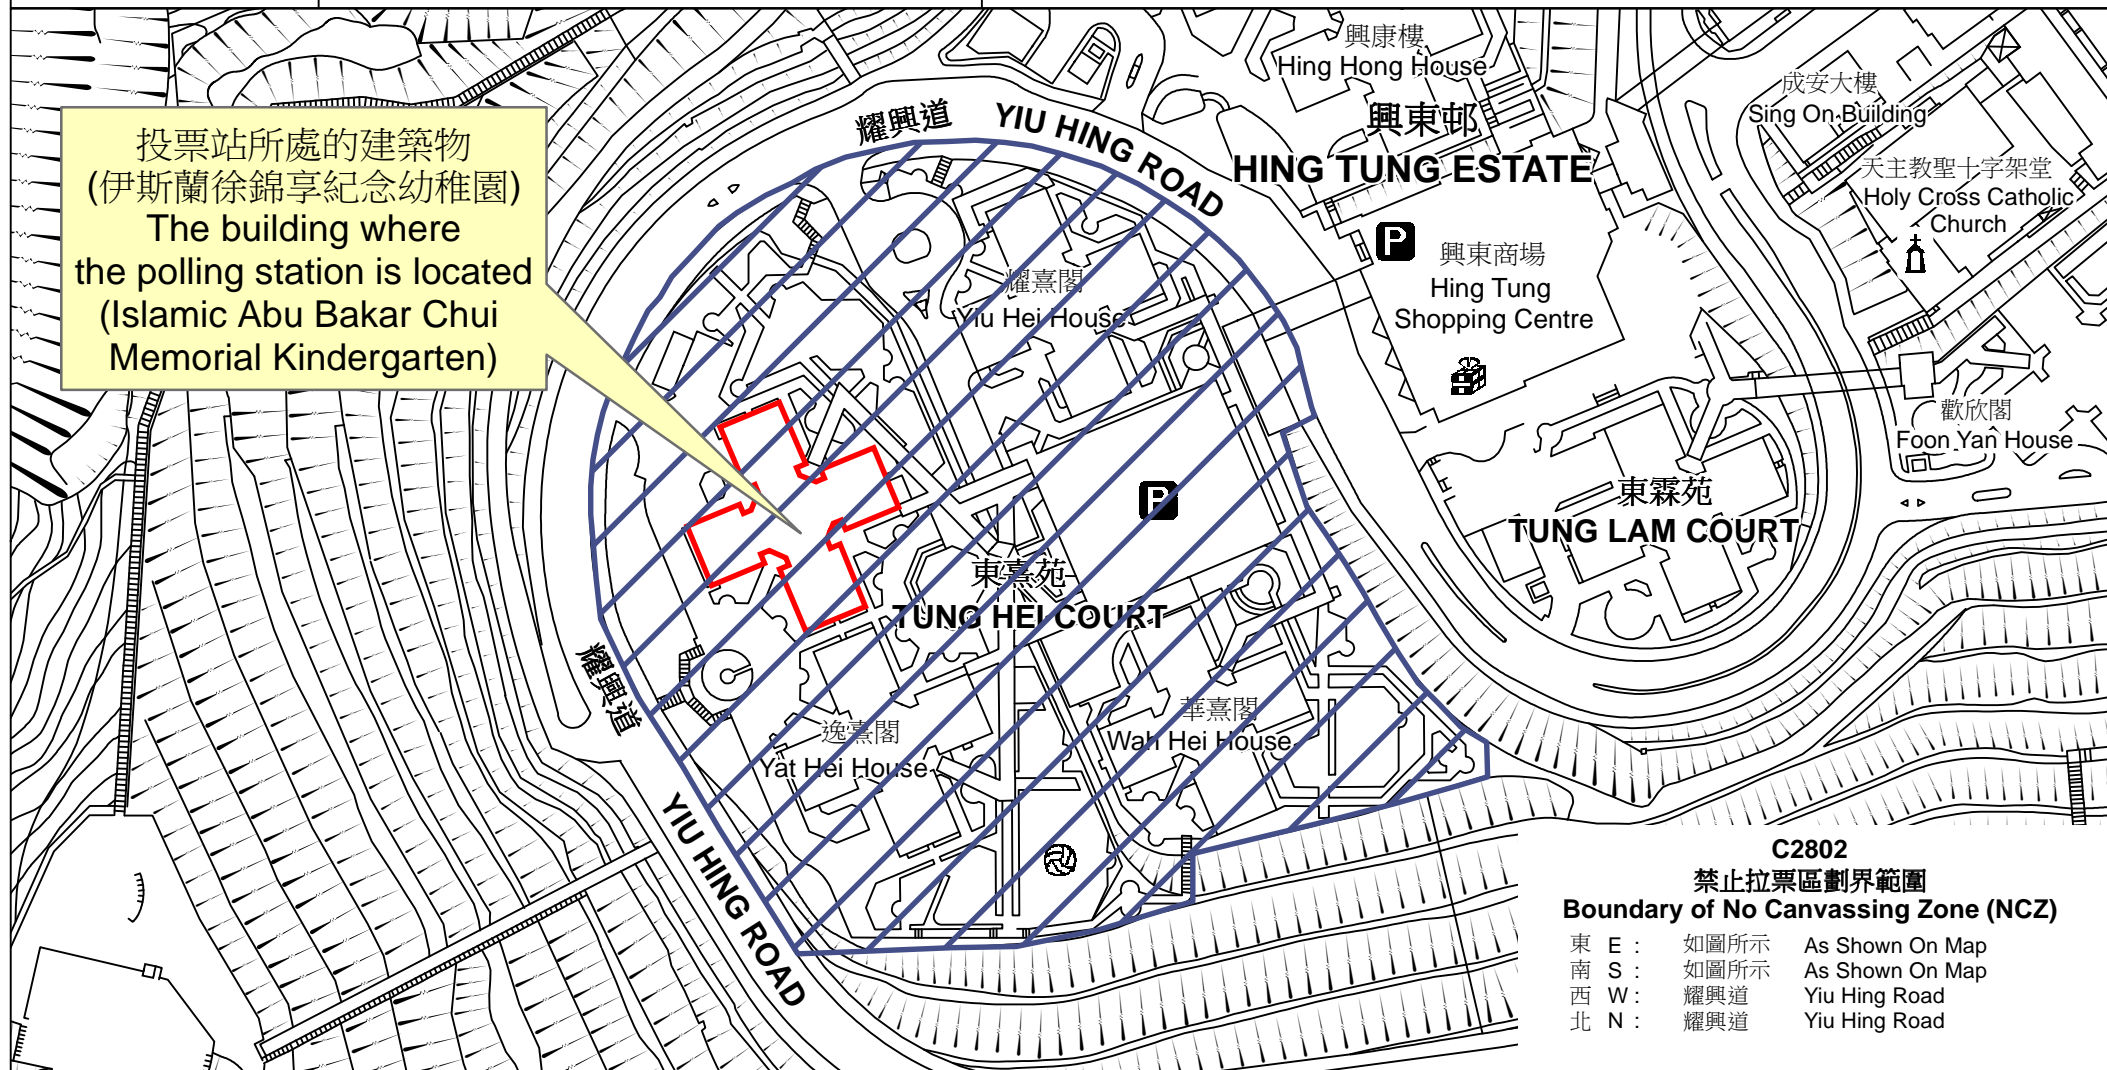 投票站所處的建築物
(伊斯蘭徐錦享紀念幼稚園)
The building where
the polling station is located
(Islamic Abu Bakar Chui
Memorial Kindergarten)
耀興道 YIU HING ROAD
興康樓
Hing Hong House
興東邨
HING TUNG ESTATE
成安大樓
Sing On Building
天主教聖十字架堂
Holy Cross Catholic
Church
P
興東商場
Hing Tung
Shopping Centre
耀熹閣
Yiu Hei House
歡欣閣
Foon Yan House
P
東霖苑
TUNG LAM COURT
東熹苑
TUNG HEI COURT
耀興道
逸熹閣
Yat Hei House
華熹閣
Wah Hei House
YIU HING ROAD
C2802
禁止拉票區劃界範圍
Boundary of No Canvassing Zone (NCZ)
東 E : 如圖所示 As Shown On Map
南 S : 如圖所示 As Shown On Map
西 W : 耀興道 Yiu Hing Road
北 N : 耀興道 Yiu Hing Road